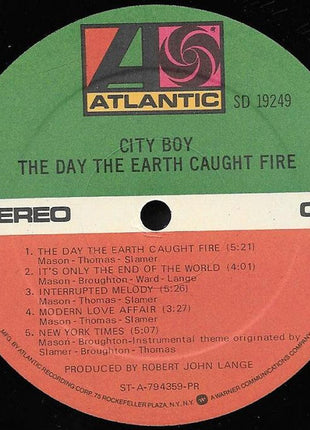 ATLANTIC
SD 19249
CITY BOY
THE DAY THE EARTH CAUGHT FIRE
1. THE DAY THE EARTH CAUGHT FIRE (5:21)
Mason-Thomas-Slamer
2. IT'S ONLY THE END OF THE WORLD (4:01)
Mason-Broughton-Ward-Lange
3. INTERRUPTED MELODY (5:26)
Mason-Thomas-Slamer
4. MODERN LOVE AFFAIR (3:27)
Mason-Broughton
5. NEW YORK TIMES (5:07)
Mason-Broughton-Instrumental theme originated by:
Slamer-Broughton-Thomas
PRODUCED BY ROBERT JOHN LANGE
ST-A-794359-PR
MFG. BY ATLANTIC RECORDING CORP., 75 ROCKEFELLER PLAZA, N.Y., N.Y. A WARNER COMMUNICATIONS COMPANY